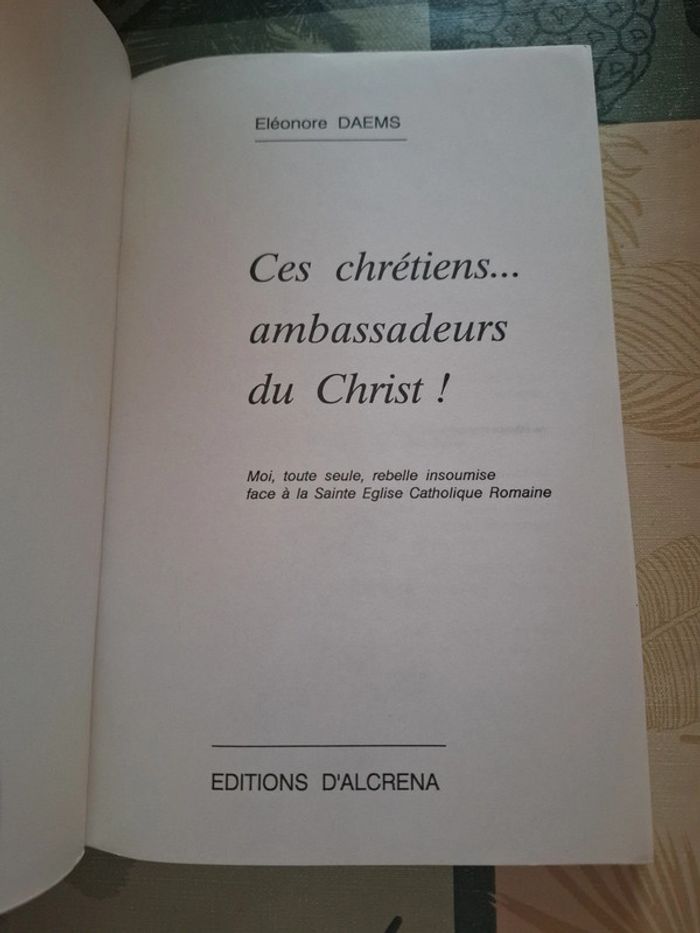 Eléonore DAEMS
Ces chrétiens...
ambassadeurs
du Christ !
Moi, toute seule, rebelle insoumise
face à la Sainte Eglise Catholique Romaine
EDITIONS D'ALCRENA